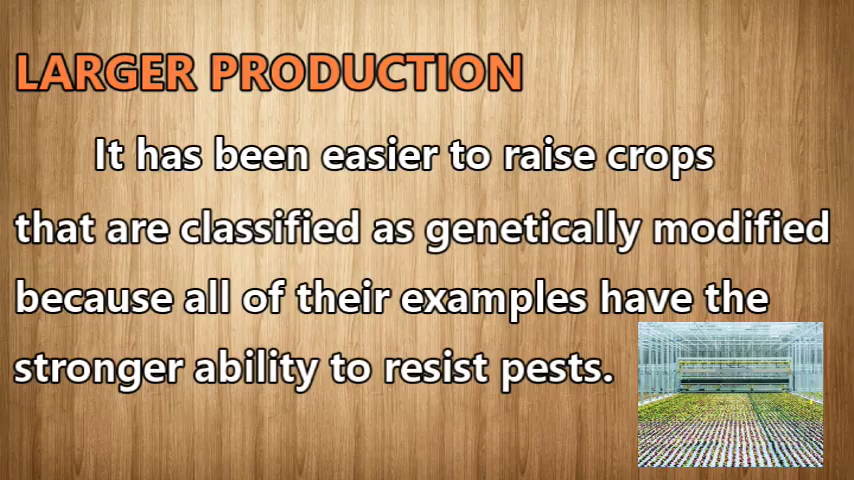 LARGER PRODUCTION
It has been easier to raise crops
that are classified as genetically modified
because all of their examples have the
stronger ability to resist pests.